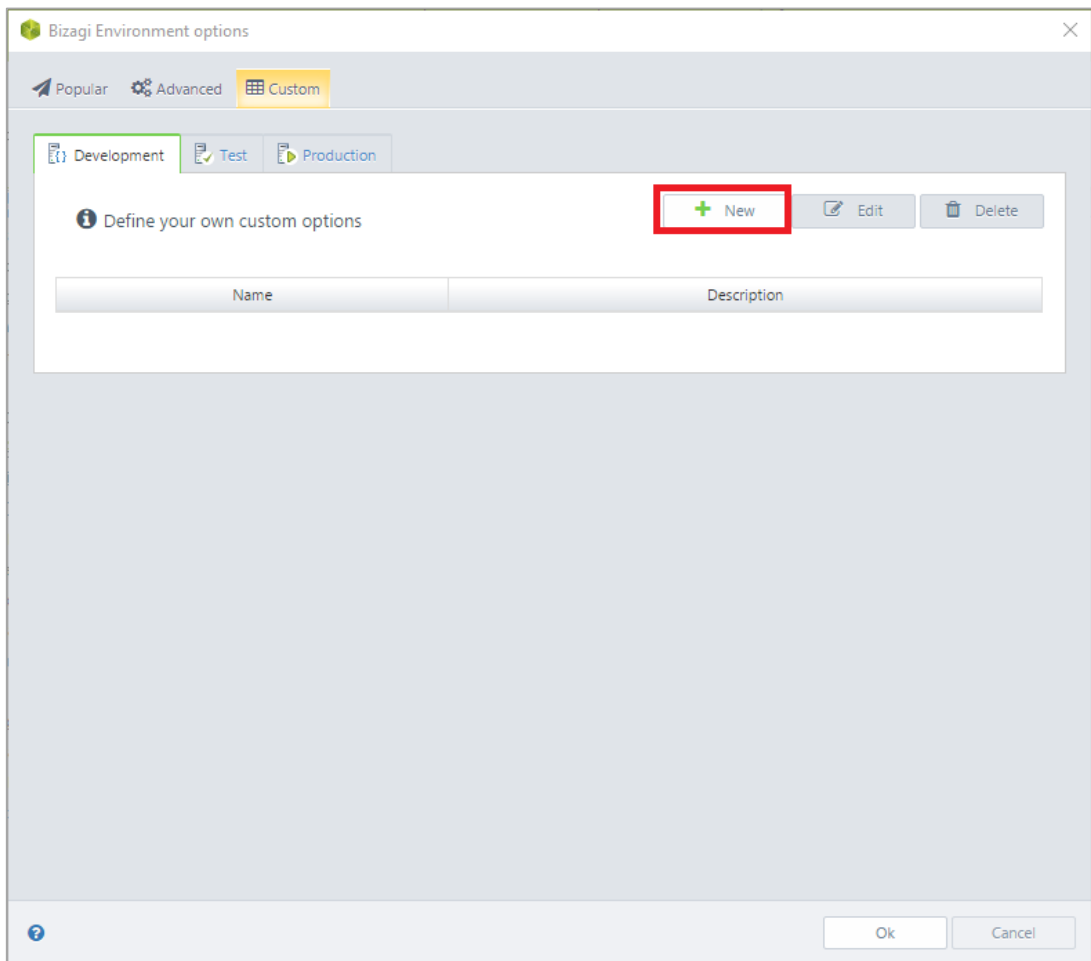 Bizagi Environment options
Popular Advanced Custom
Development Test Production
Define your own custom options New Edit Delete
Name Description
Ok Cancel